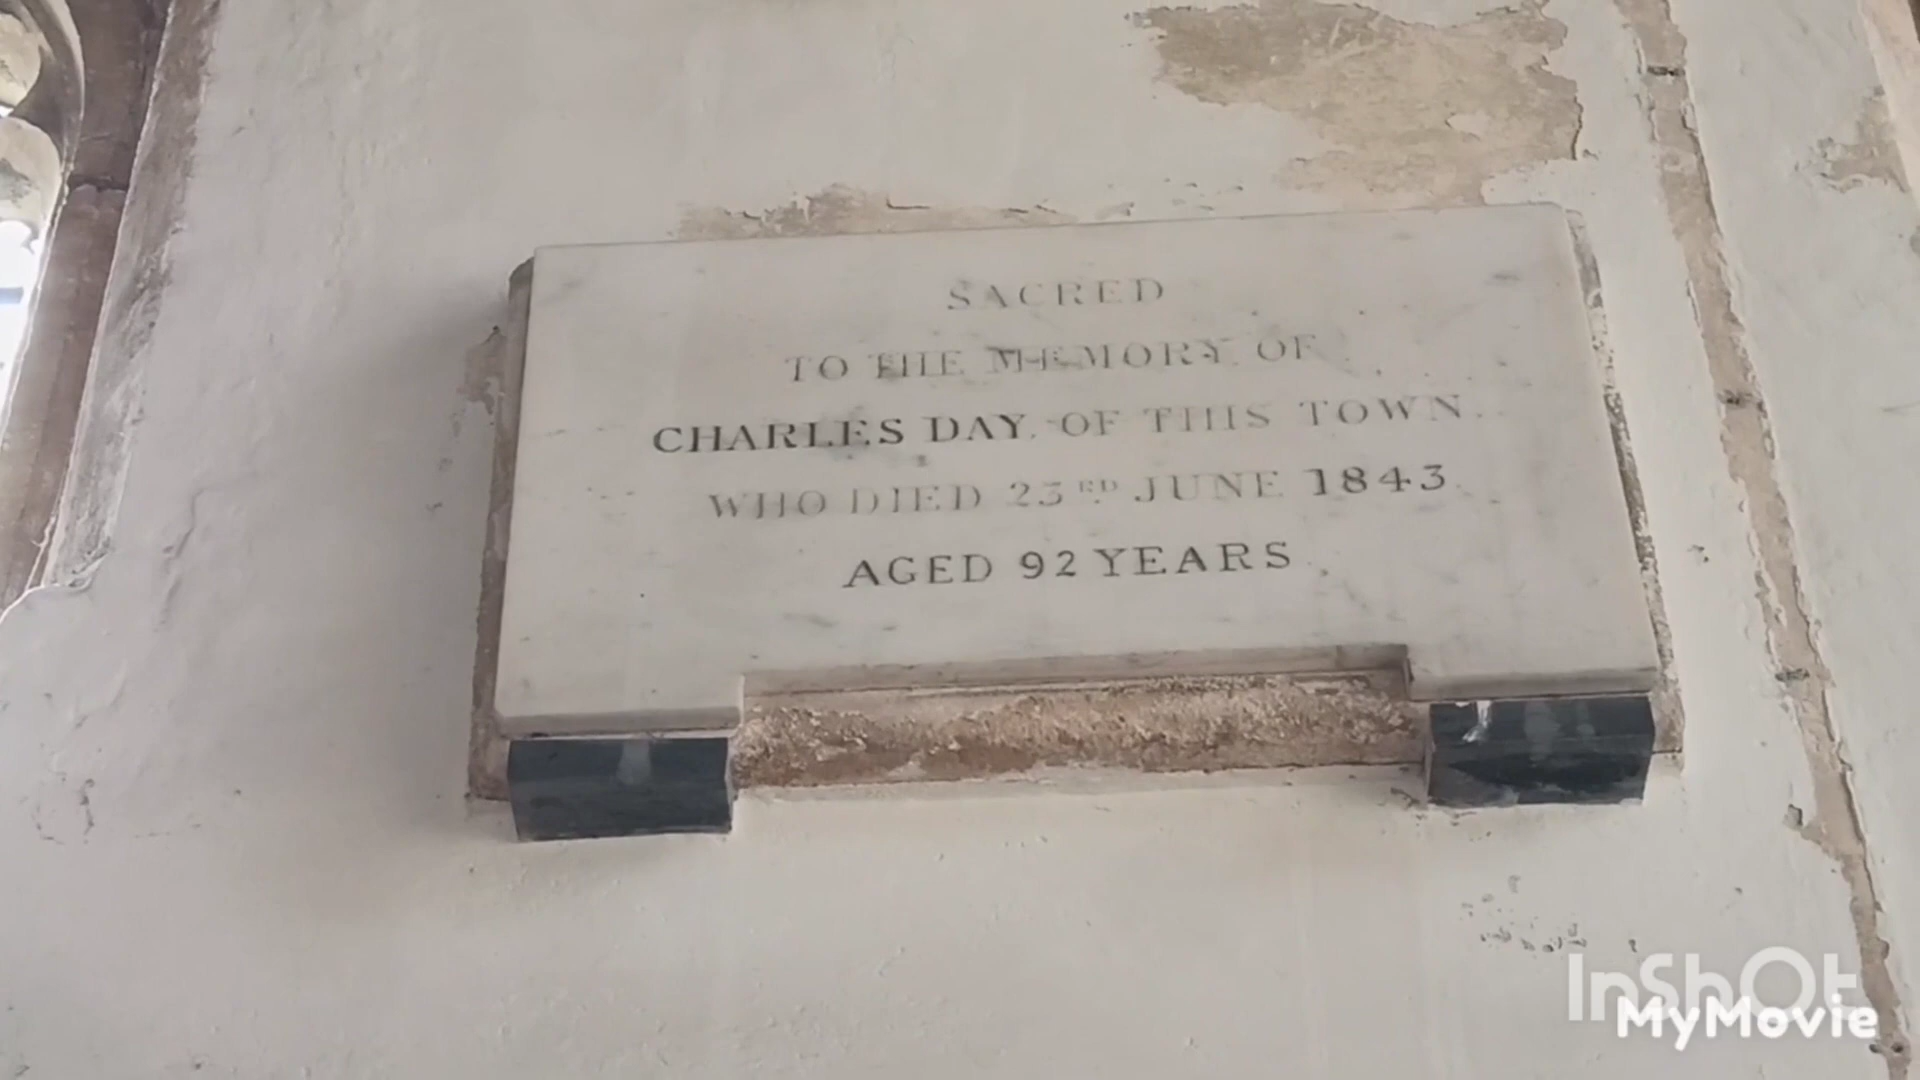 SACRED
TO THE MEMORY OF
CHARLES DAY, OF THIS TOWN
WHO DIED 23RD JUNE 1843
AGED 92 YEARS
InShOt
MyMovie